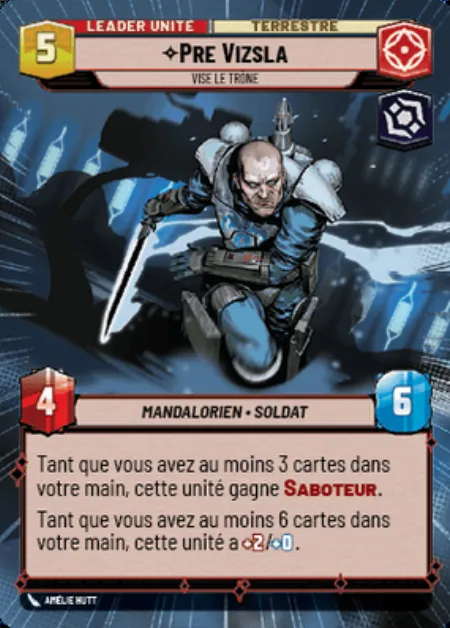 LEADER UNITÉ TERRESTRE
5
PRE VIZSLA
VISE LE TRÔNE
4
MANDALORIEN • SOLDAT
6
Tant que vous avez au moins 3 cartes dans
votre main, cette unité gagne SABOTEUR.
Tant que vous avez au moins 6 cartes dans
votre main, cette unité a +2/+0.
AMÉLIE HUTT